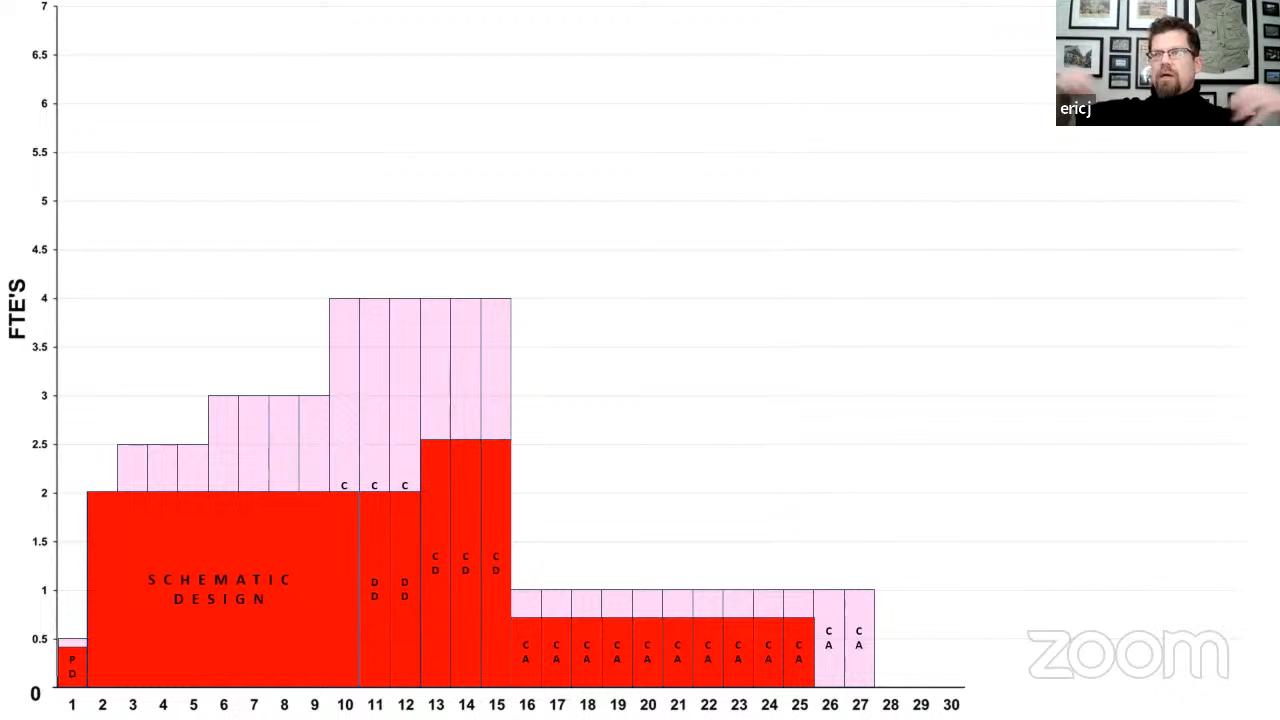 7
6.5
6
5.5
5
4.5
4
3.5
3
2.5
2
1.5
1
0.5
0
FTE'S
ericj
C C C
SCHEMATIC
DESIGN
P
D
D D
D D
C C C
D D D
C C C C C C C C C C C C
A A A A A A A A A A A A
1 2 3 4 5 6 7 8 9 10 11 12 13 14 15 16 17 18 19 20 21 22 23 24 25 26 27 28 29 30
zoom